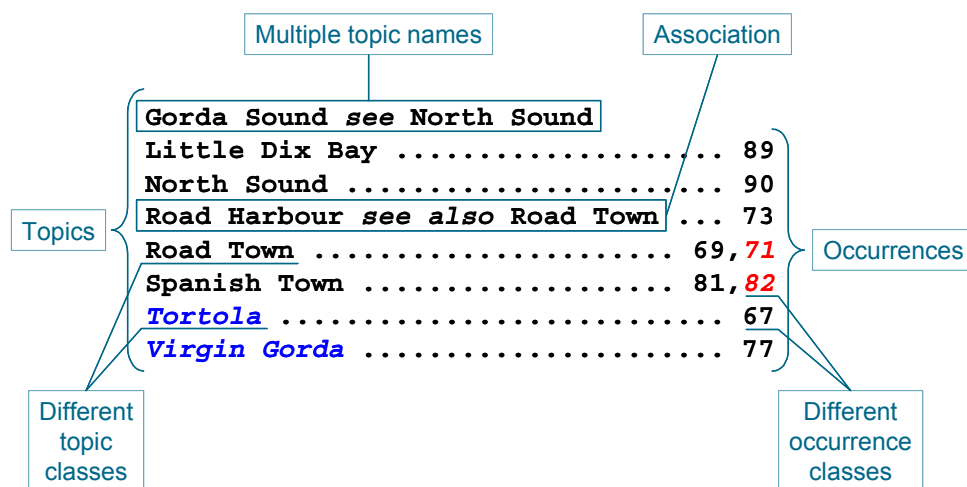 Multiple topic names
Association
Gorda Sound see North Sound
Little Dix Bay .................... 89
North Sound ....................... 90
Road Harbour see also Road Town ... 73
Road Town ...................... 69,71
Spanish Town ................... 81,82
Tortola ........................... 67
Virgin Gorda ...................... 77
Topics
Occurrences
Different
topic
classes
Different
occurrence
classes